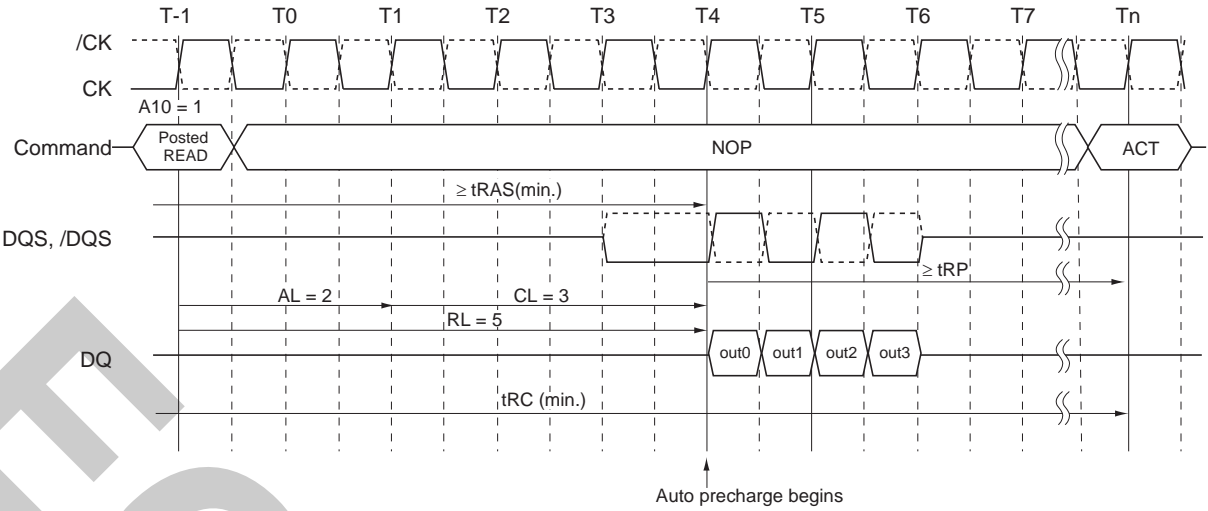 T-1 T0 T1 T2 T3 T4 T5 T6 T7 Tn
/CK
CK
A10 = 1
Command
Posted
READ
NOP
ACT
≥ tRAS(min.)
DQS, /DQS
≥ tRP
AL = 2
CL = 3
RL = 5
DQ
out0 out1 out2 out3
tRC (min.)
Auto precharge begins